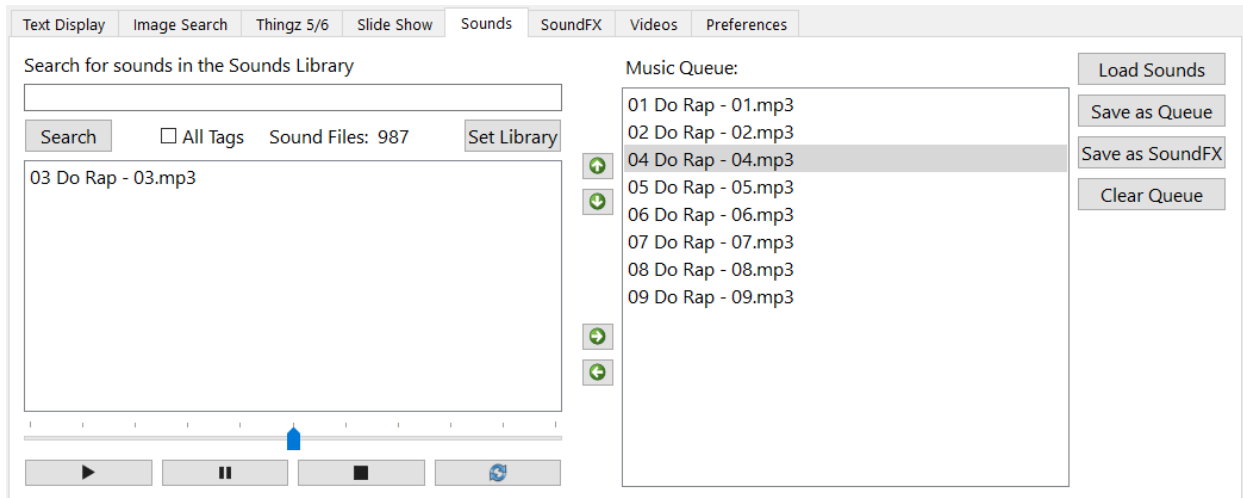 Text Display Image Search Thingz 5/6 Slide Show Sounds SoundFX Videos Preferences
Search for sounds in the Sounds Library
Search All Tags Sound Files: 987 Set Library
03 Do Rap - 03.mp3
Music Queue:
01 Do Rap - 01.mp3
02 Do Rap - 02.mp3
04 Do Rap - 04.mp3
05 Do Rap - 05.mp3
06 Do Rap - 06.mp3
07 Do Rap - 07.mp3
08 Do Rap - 08.mp3
09 Do Rap - 09.mp3
Load Sounds
Save as Queue
Save as SoundFX
Clear Queue